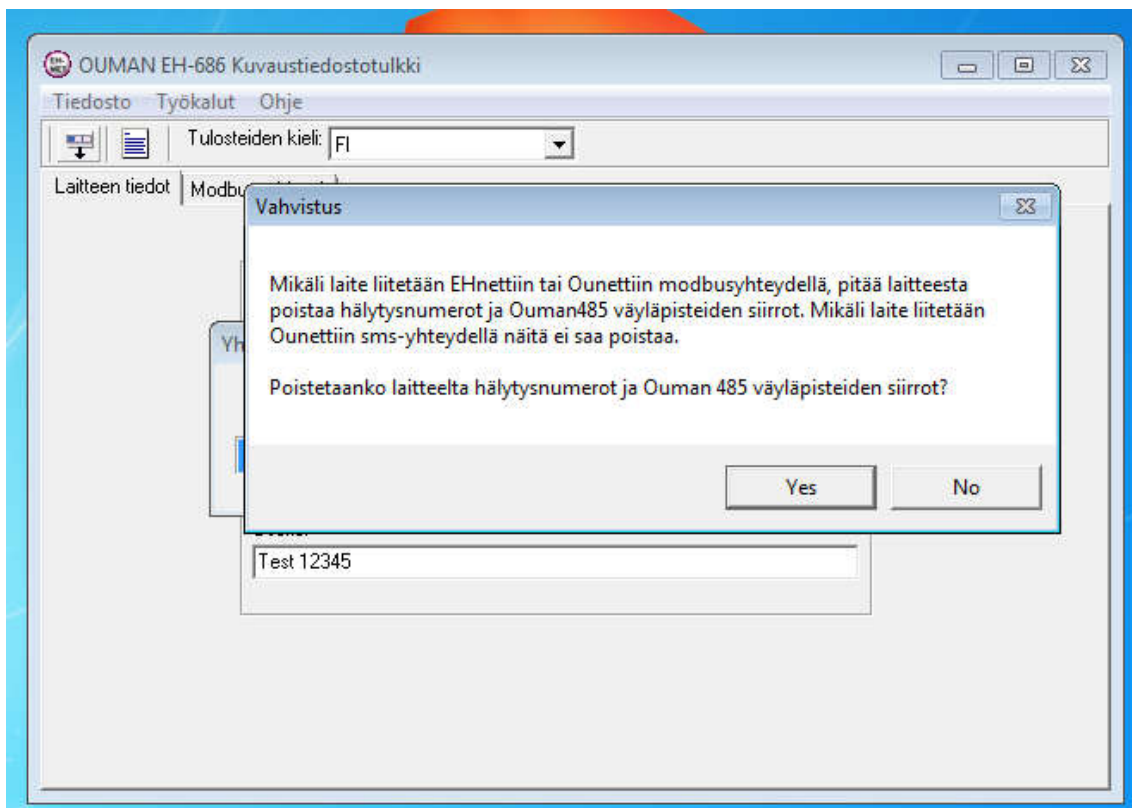 OUMAN EH-686 Kuvaustiedostotulkki
Tiedosto Työkalut Ohje
Tulosteiden kieli: FI
Laitteen tiedot
Vahvistus
Mikäli laite liitetään EHnettiin tai Ounettiin modbusyhteydellä, pitää laitteesta
poistaa hälytysnumerot ja Ouman485 väyläpisteiden siirrot. Mikäli laite liitetään
Ounettiin sms-yhteydellä näitä ei saa poistaa.
Poistetaanko laitteelta hälytysnumerot ja Ouman 485 väyläpisteiden siirrot?
Yes No
Test 12345